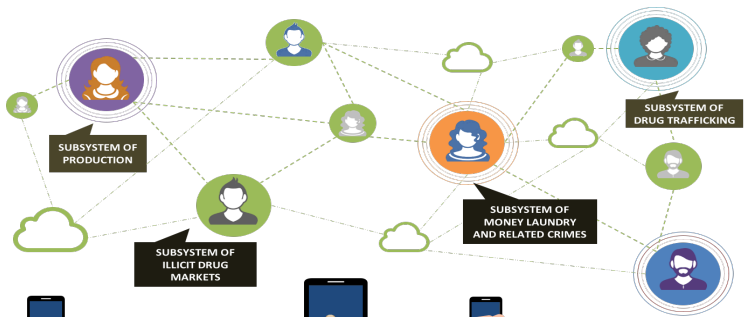 SUBSYSTEM OF
PRODUCTION
SUBSYSTEM OF
DRUG TRAFFICKING
SUBSYSTEM OF
MONEY LAUNDRY
AND RELATED CRIMES
SUBSYSTEM OF
ILLICIT DRUG
MARKETS